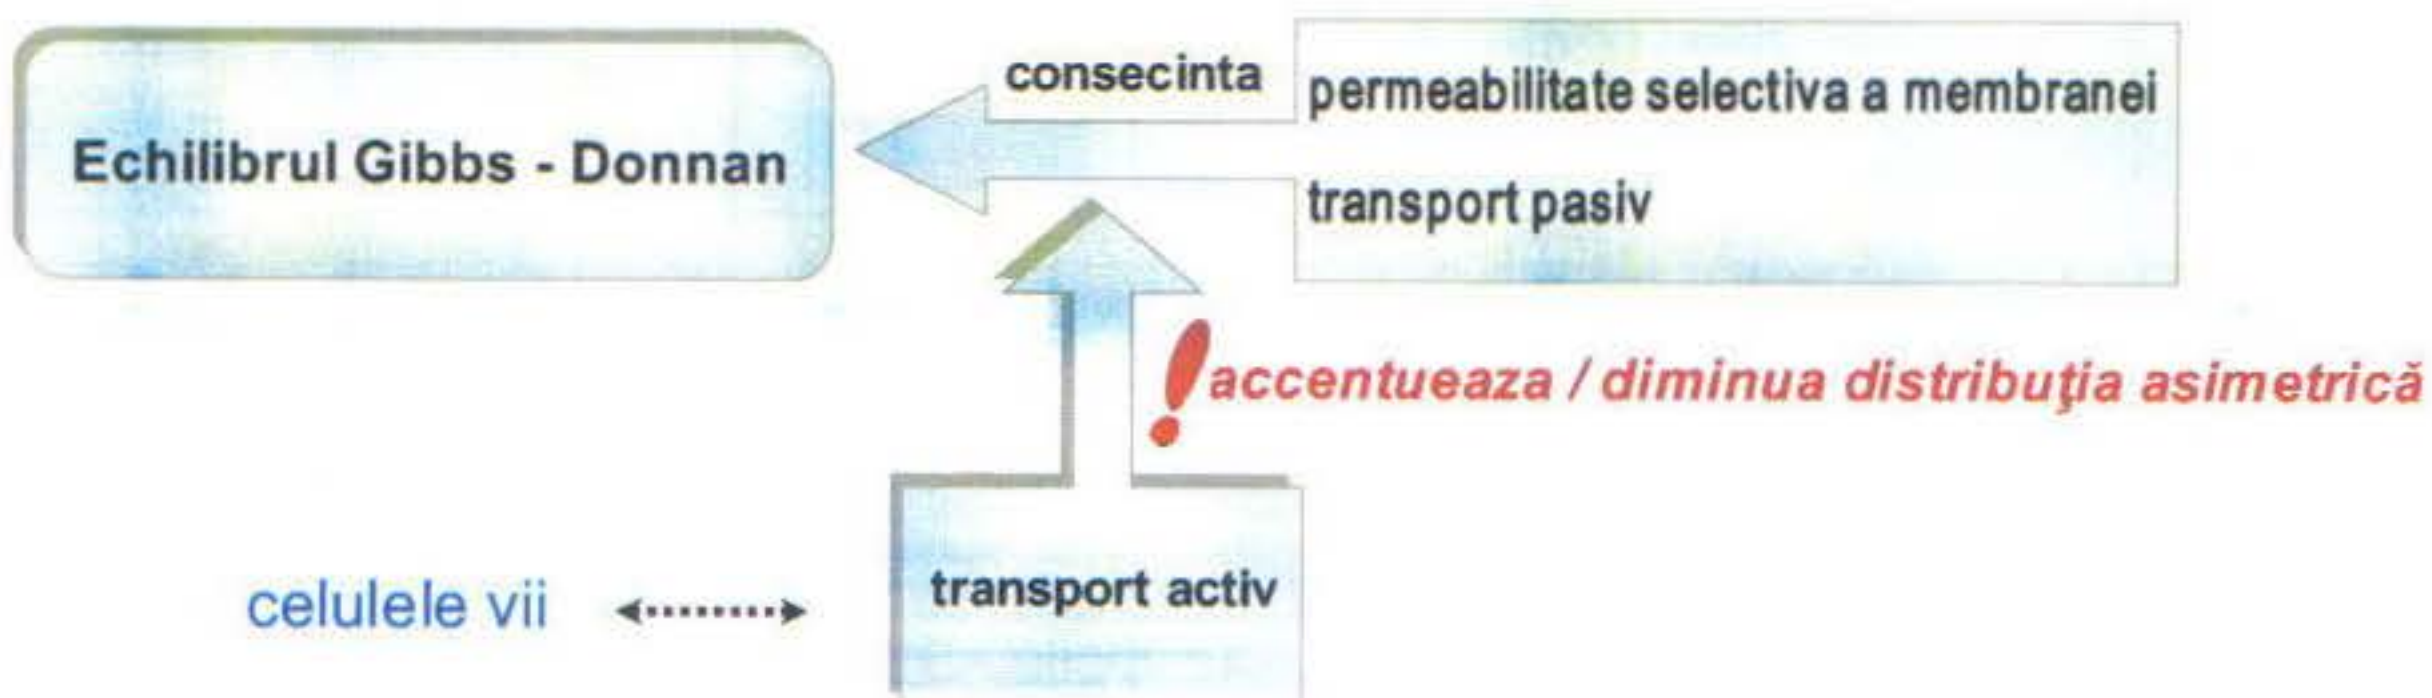 consecinta
permeabilitate selectiva a membranei
Echilibrul Gibbs - Donnan
transport pasiv
! accentueaza / diminua distribuţia asimetrică
celulele vii
transport activ